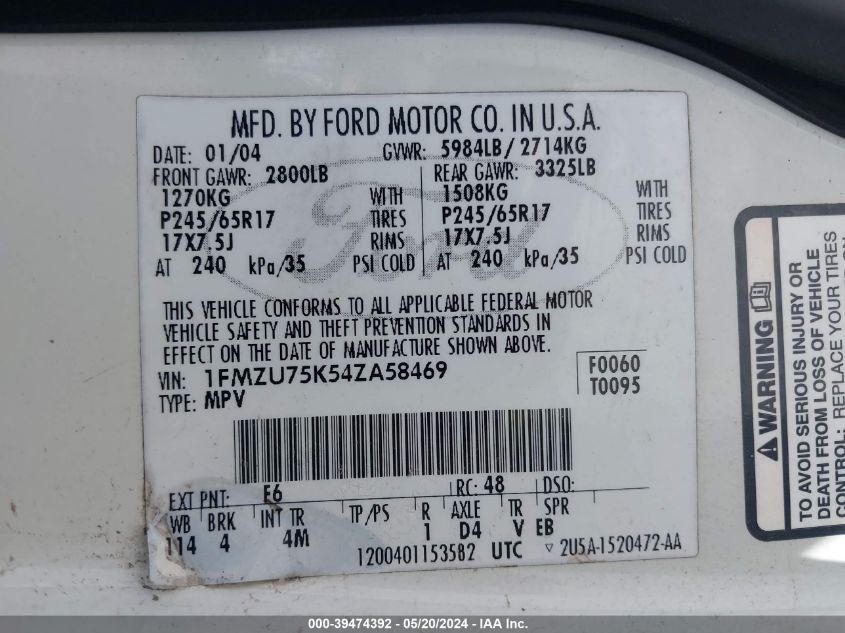 MFD. BY FORD MOTOR CO. IN U.S.A.
DATE: 01/04 GVWR: 5984LB/ 2714KG
FRONT GAWR: 2800LB REAR GAWR: 3325LB
1270KG WITH 1508KG WITH
P245/65R17 TIRES P245/65R17 TIRES
17X7.5J RIMS 17X7.5J RIMS
AT 240 kPa/35 PSI COLD AT 240 kPa/35 PSI COLD
Ford
THIS VEHICLE CONFORMS TO ALL APPLICABLE FEDERAL MOTOR
VEHICLE SAFETY AND THEFT PREVENTION STANDARDS IN
EFFECT ON THE DATE OF MANUFACTURE SHOWN ABOVE.
VIN: 1FMZU75K54ZA58469 F0060
TYPE: MPV T0095
EXT PNT: E6 RC: 48 DSO:
WB BRK INT TR TP/PS R AXLE TR SPR
114 4 4M 1 D4 V EB
1200401153582 UTC ▽ 2U5A-1520472-AA
WARNING
TO AVOID SERIOUS INJURY OR
DEATH FROM LOSS OF VEHICLE
CONTROL: REPLACE YOUR TIRES
000-39474392 - 05/20/2024 - IAA Inc.